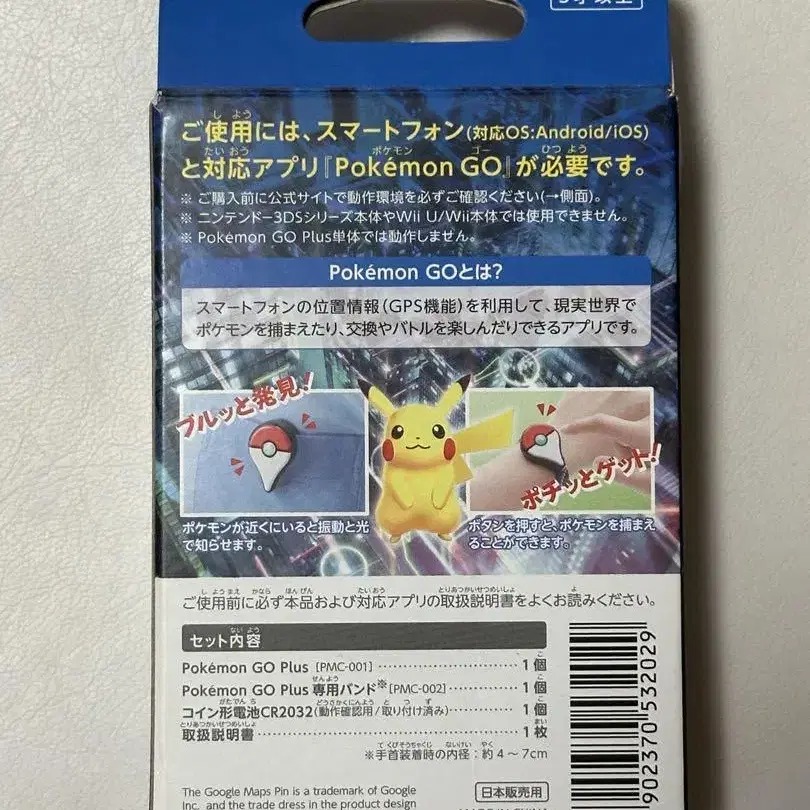 ご使用には、スマートフォン(対応OS:Android/iOS)
と対応アプリ『Pokémon GO』が必要です。
※ ご購入前に公式サイトで動作環境を必ずご確認ください(→側面)。
※ ニンテンドー3DSシリーズ本体やWii U/Wii本体では使用できません。
※ Pokémon GO Plus単体では動作しません。
Pokémon GOとは?
スマートフォンの位置情報(GPS機能)を利用して、現実世界で
ポケモンを捕まえたり、交換やバトルを楽しんだりできるアプリです。
ブルッと発見!
ポチッとゲット!
ポケモンが近くにいると振動と光
で知らせます。
ボタンを押すと、ポケモンを捕まえ
ることができます。
ご使用前に必ず本品および対応アプリの取扱説明書をよくお読みください。
セット内容
Pokémon GO Plus [PMC-001] 1個
Pokémon GO Plus 専用バンド※[PMC-002] 1個
コイン形電池CR2032(動作確認用/取り付け済み) 1個
取扱説明書 1枚
※手首装着時の内径:約4～7cm
902370 532029
The Google Maps Pin is a trademark of Google
Inc. and the trade dress in the product design
日本販売用